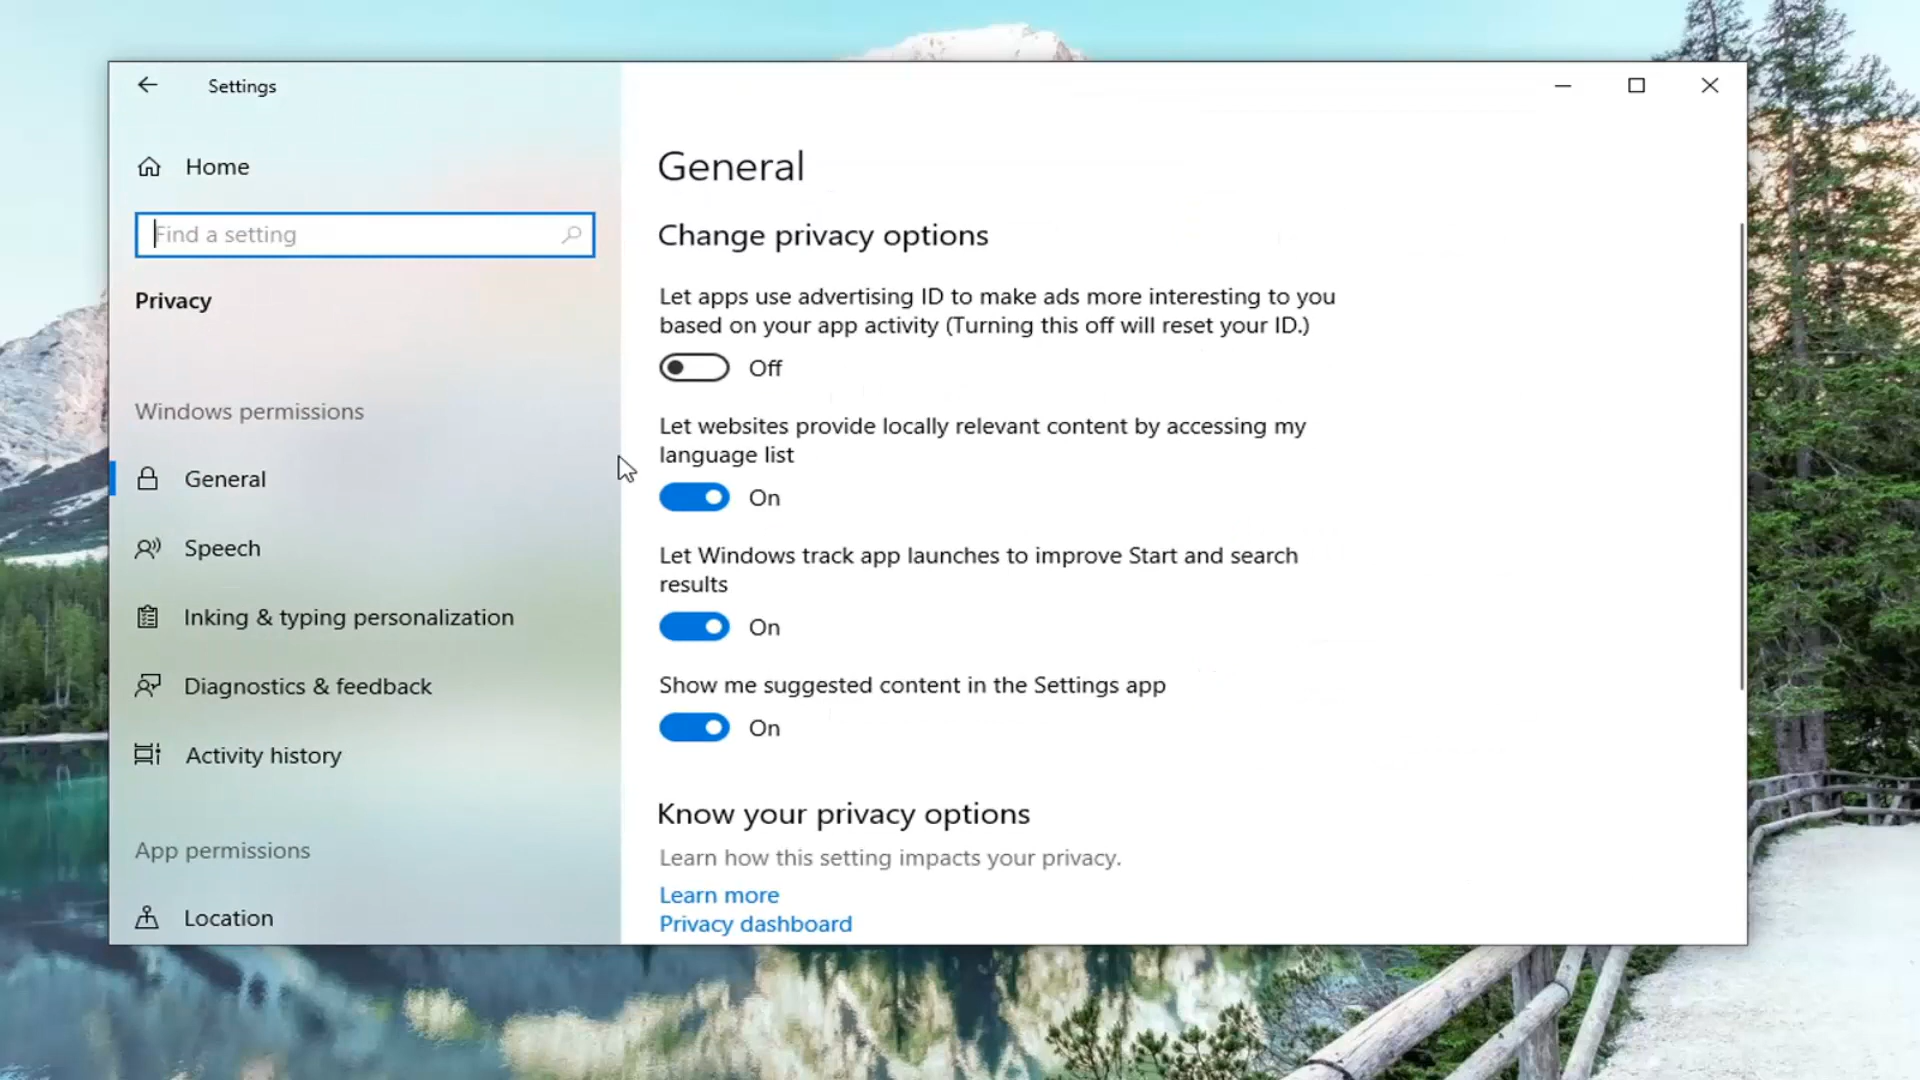 Settings
Home
Find a setting
Privacy
Windows permissions
General
Speech
Inking & typing personalization
Diagnostics & feedback
Activity history
App permissions
Location
General
Change privacy options
Let apps use advertising ID to make ads more interesting to you
based on your app activity (Turning this off will reset your ID.)
Off
Let websites provide locally relevant content by accessing my
language list
On
Let Windows track app launches to improve Start and search
results
On
Show me suggested content in the Settings app
On
Know your privacy options
Learn how this setting impacts your privacy.
Learn more
Privacy dashboard